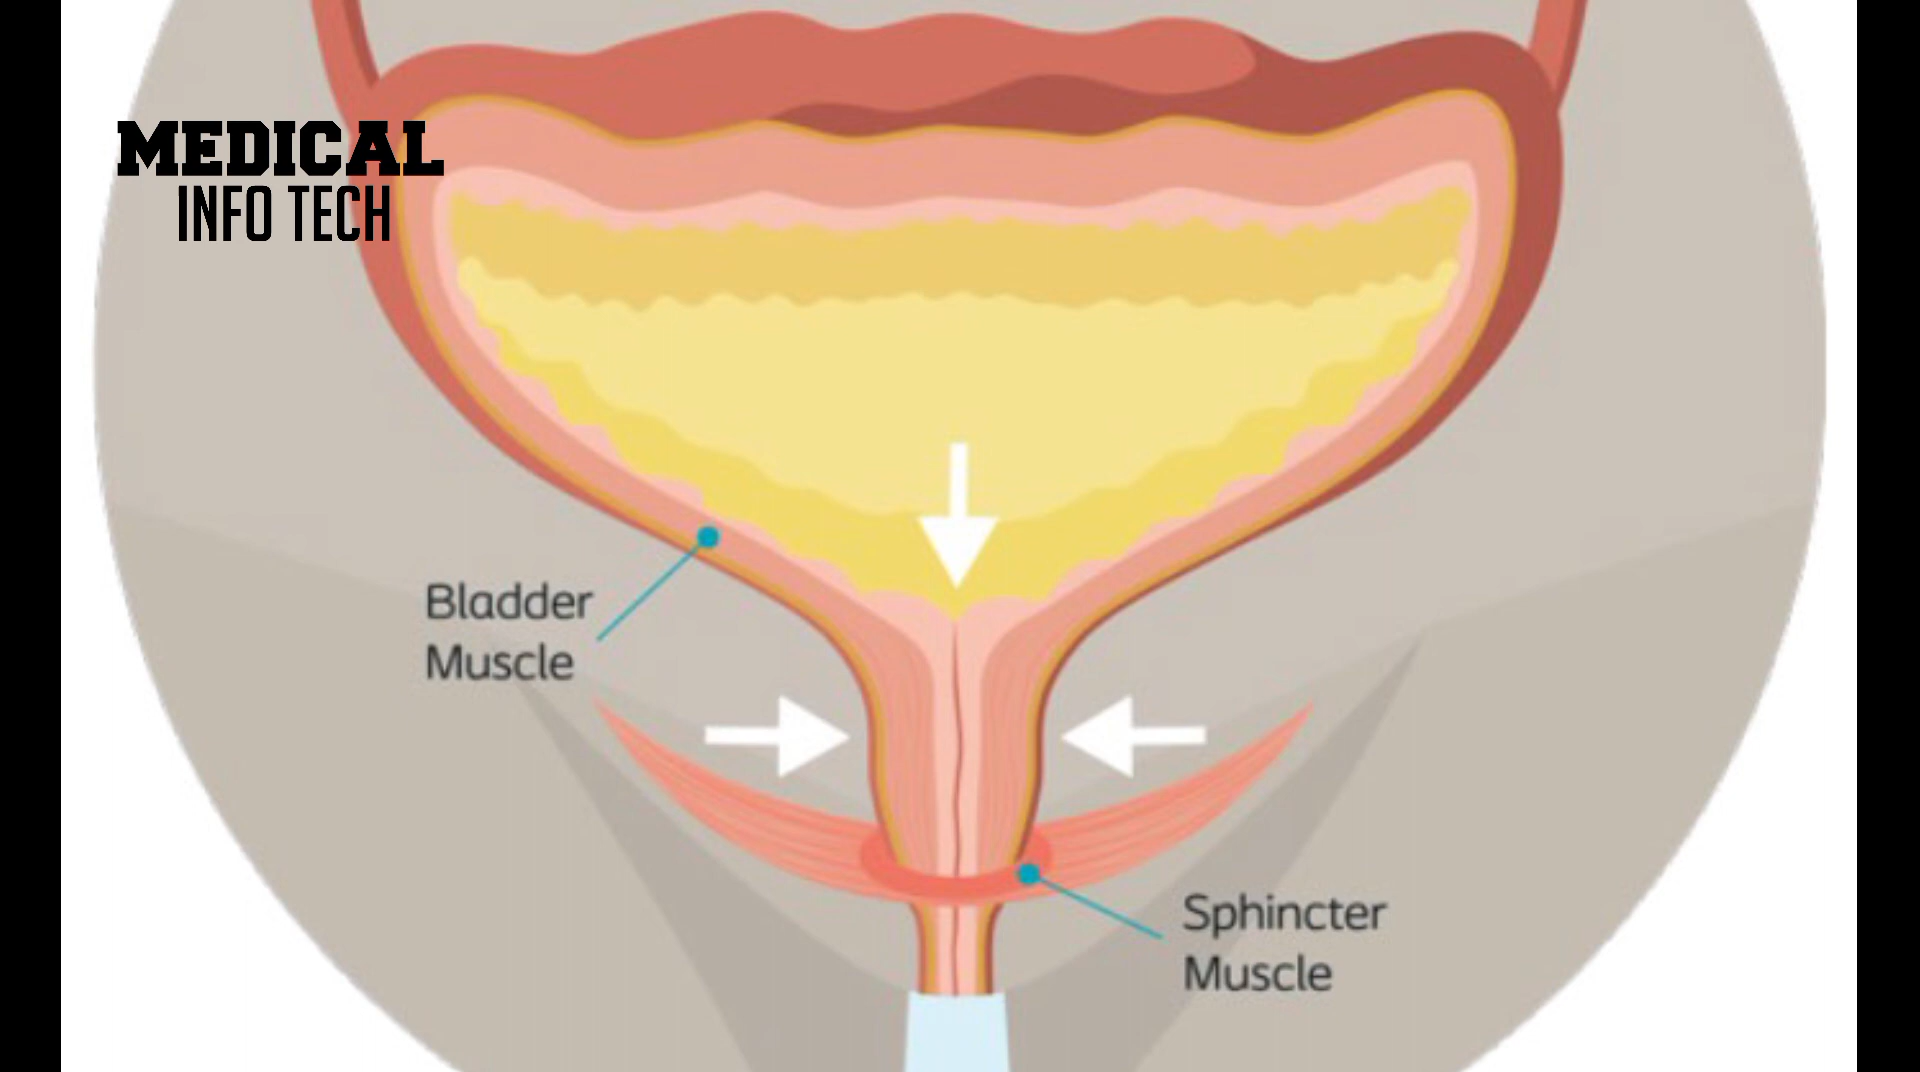 MEDICAL
INFO TECH
Bladder
Muscle
Sphincter
Muscle